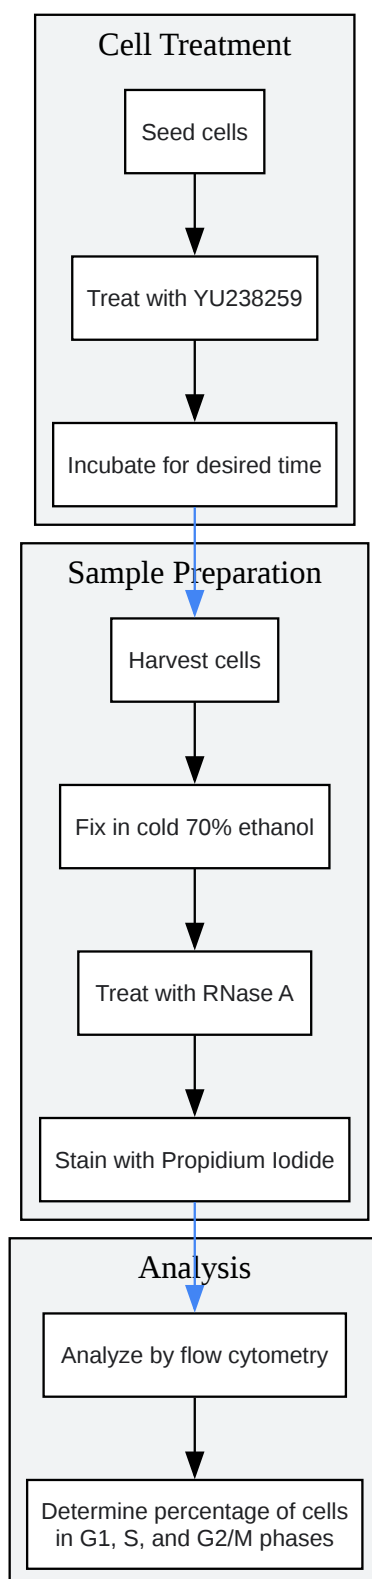 Cell Treatment
Seed cells
Treat with YU238259
Incubate for desired time
Sample Preparation
Harvest cells
Fix in cold 70% ethanol
Treat with RNase A
Stain with Propidium Iodide
Analysis
Analyze by flow cytometry
Determine percentage of cells
in G1, S, and G2/M phases